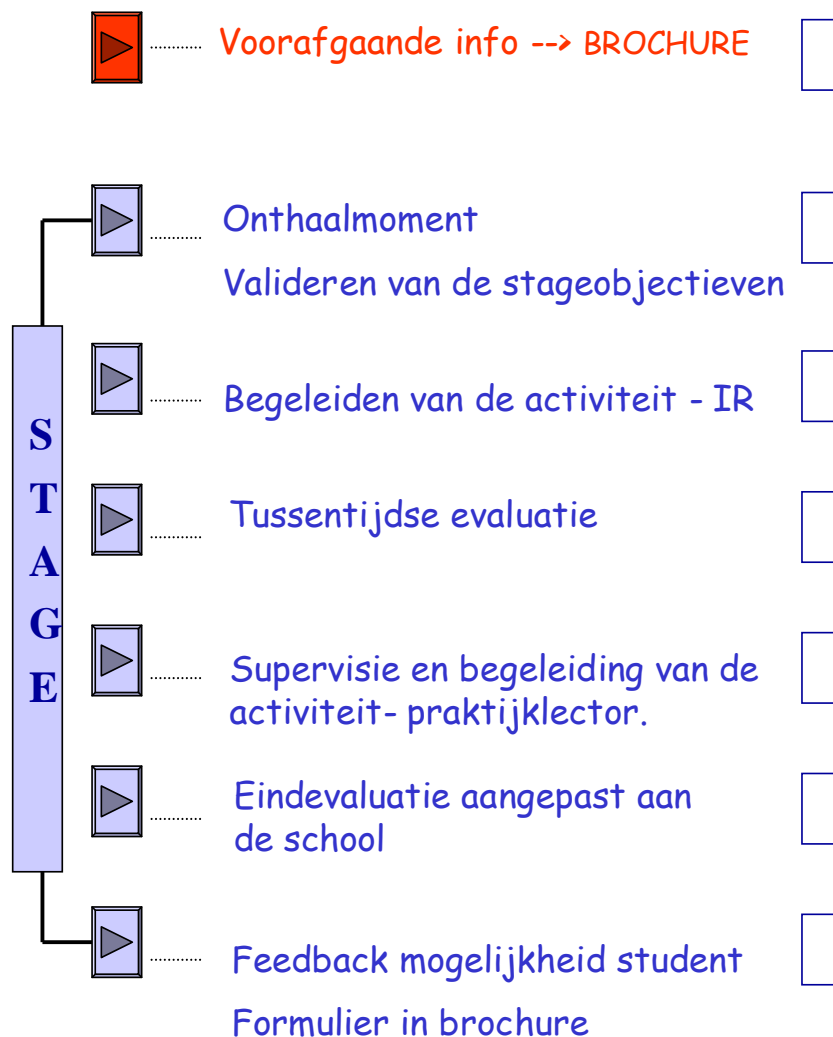 Voorafgaande info --> BROCHURE
Onthaalmoment
Valideren van de stageobjectieven
Begeleiden van de activiteit - IR
Tussentijdse evaluatie
Supervisie en begeleiding van de
activiteit- praktijklector.
Eindevaluatie aangepast aan
de school
Feedback mogelijkheid student
Formulier in brochure
S
T
A
G
E